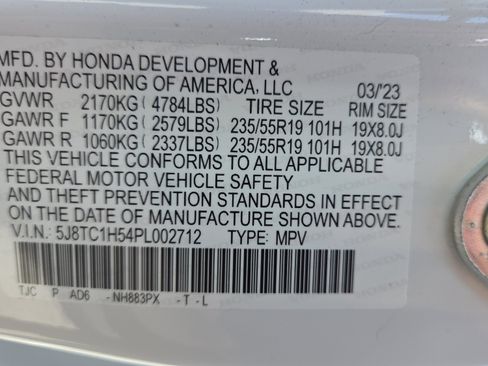 MFD. BY HONDA DEVELOPMENT &
MANUFACTURING OF AMERICA, LLC 03/'23
GVWR 2170KG( 4784LBS) TIRE SIZE RIM SIZE
GAWR F 1170KG( 2579LBS) 235/55R19 101H 19X8.0J
GAWR R 1060KG( 2337LBS) 235/55R19 101H 19X8.0J
THIS VEHICLE CONFORMS TO ALL APPLICABLE
FEDERAL MOTOR VEHICLE SAFETY
AND THEFT PREVENTION STANDARDS IN EFFECT
ON THE DATE OF MANUFACTURE SHOWN ABOVE.
V.I.N.: 5J8TC1H54PL002712 TYPE: MPV
TJC P AD6 -NH883PX -T-L